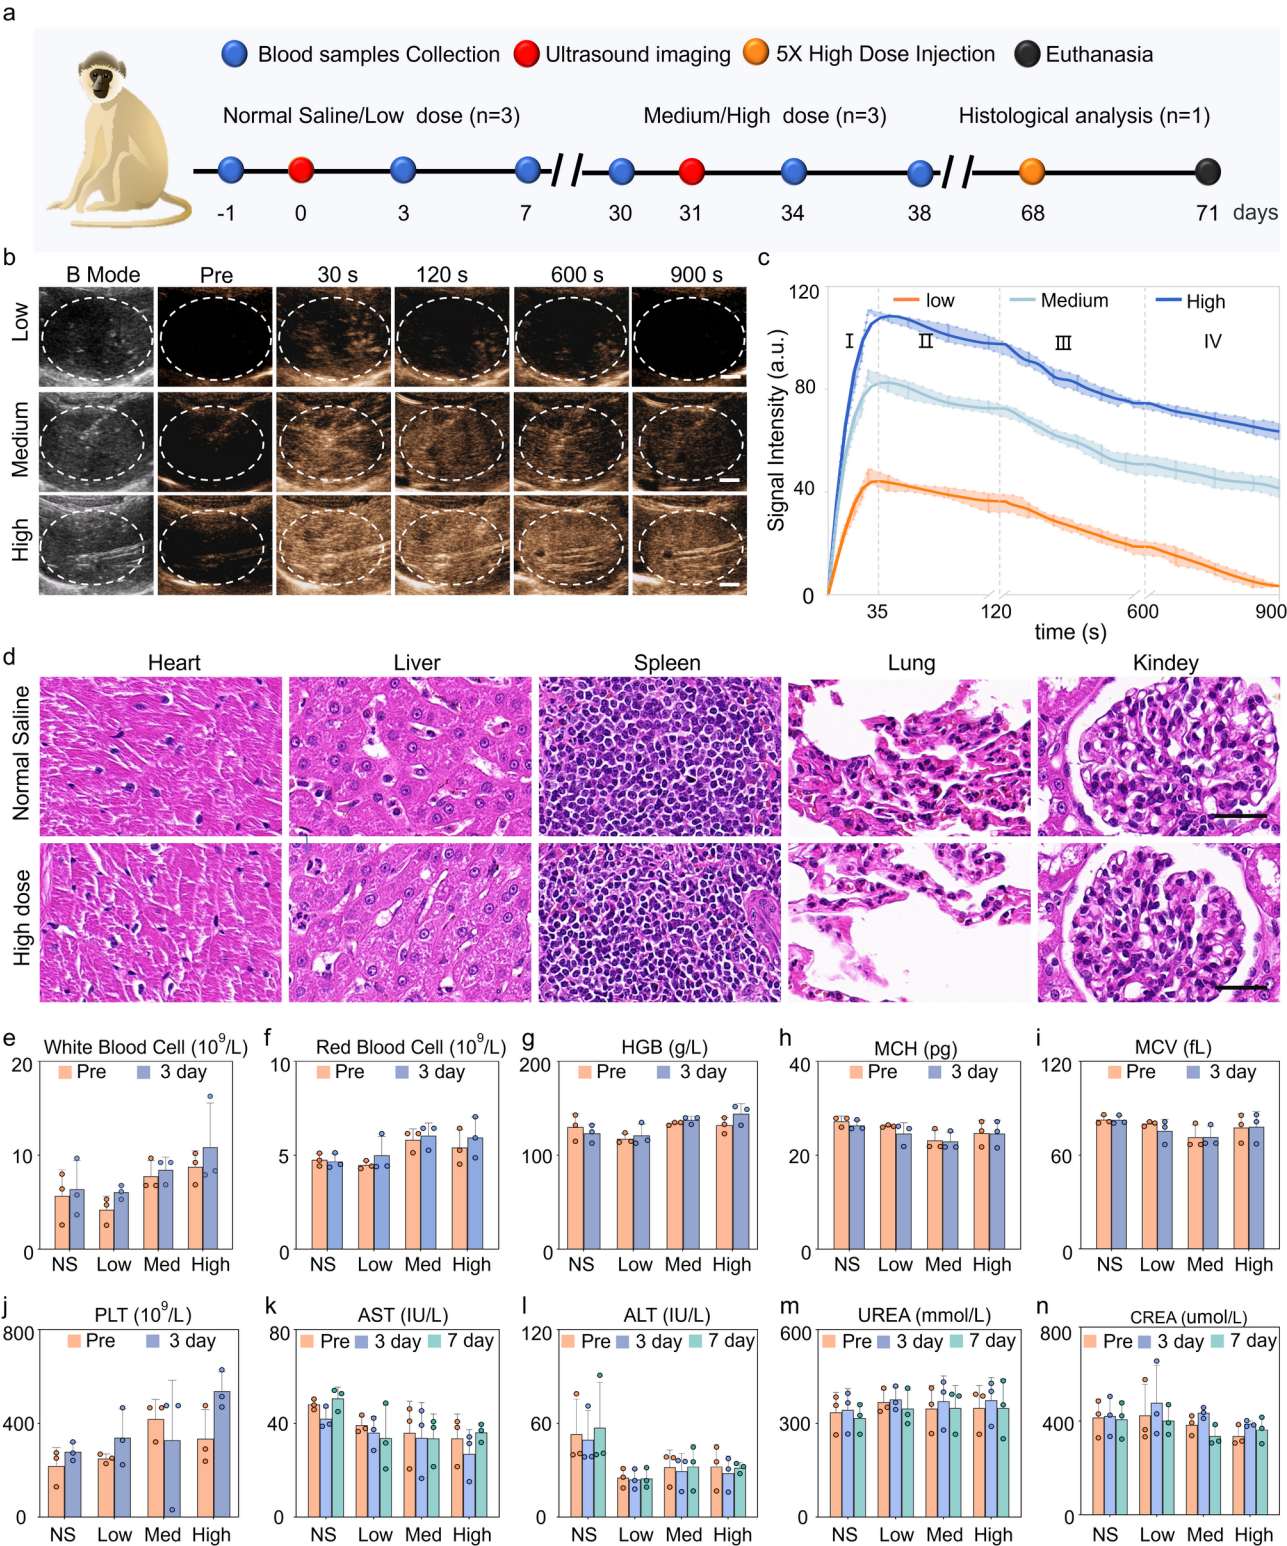 a
Blood samples Collection Ultrasound imaging 5X High Dose Injection Euthanasia
Normal Saline/Low dose (n=3) Medium/High dose (n=3) Histological analysis (n=1)
-1 0 3 7 30 31 34 38 68 71 days
b
B Mode Pre 30 s 120 s 600 s 900 s
Low
Medium
High
c
120
80
40
0
Signal Intensity (a.u.)
low Medium High
I II III IV
35 120 600 900
time (s)
d
Heart Liver Spleen Lung Kindey
Normal Saline
High dose
e
White Blood Cell (10⁹/L)
Pre 3 day
20
10
0
NS Low Med High
f
Red Blood Cell (10⁹/L)
Pre 3 day
10
5
0
NS Low Med High
g
HGB (g/L)
Pre 3 day
200
100
0
NS Low Med High
h
MCH (pg)
Pre 3 day
40
20
0
NS Low Med High
i
MCV (fL)
Pre 3 day
120
60
0
NS Low Med High
j
PLT (10⁹/L)
Pre 3 day
800
400
0
NS Low Med High
k
AST (IU/L)
Pre 3 day 7 day
80
40
0
NS Low Med High
l
ALT (IU/L)
Pre 3 day 7 day
120
60
0
NS Low Med High
m
UREA (mmol/L)
Pre 3 day 7 day
600
300
0
NS Low Med High
n
CREA (umol/L)
Pre 3 day 7 day
800
400
0
NS Low Med High